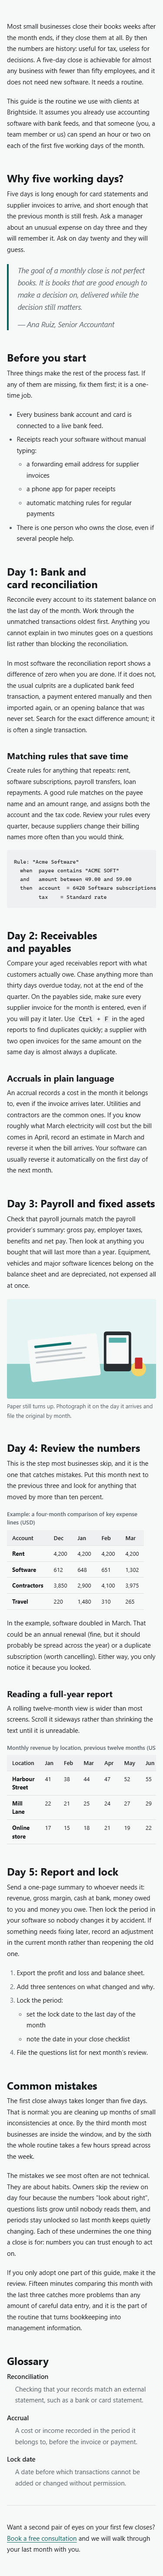 Most small businesses close their books weeks after
the month ends, if they close them at all. By then
the numbers are history: useful for tax, useless for
decisions. A five-day close is achievable for almost
any business with fewer than fifty employees, and it
does not need new software. It needs a routine.
This guide is the routine we use with clients at
Brightside. It assumes you already use accounting
software with bank feeds, and that someone (you, a
team member or us) can spend an hour or two on
each of the first five working days of the month.
Why five working days?
Five days is long enough for card statements and
supplier invoices to arrive, and short enough that
the previous month is still fresh. Ask a manager
about an unusual expense on day three and they
will remember it. Ask on day twenty and they will
guess.
The goal of a monthly close is not perfect
books. It is books that are good enough to
make a decision on, delivered while the
decision still matters.
— Ana Ruiz, Senior Accountant
Before you start
Three things make the rest of the process fast. If
any of them are missing, fix them first; it is a one-
time job.
• Every business bank account and card is
connected to a live bank feed.
• Receipts reach your software without manual
typing:
◦ a forwarding email address for supplier
invoices
◦ a phone app for paper receipts
◦ automatic matching rules for regular
payments
• There is one person who owns the close, even if
several people help.
Day 1: Bank and
card reconciliation
Reconcile every account to its statement balance on
the last day of the month. Work through the
unmatched transactions oldest first. Anything you
cannot explain in two minutes goes on a questions
list rather than blocking the reconciliation.
In most software the reconciliation report shows a
difference of zero when you are done. If it does not,
the usual culprits are a duplicated bank feed
transaction, a payment entered manually and then
imported again, or an opening balance that was
never set. Search for the exact difference amount; it
is often a single transaction.
Matching rules that save time
Create rules for anything that repeats: rent,
software subscriptions, payroll transfers, loan
repayments. A good rule matches on the payee
name and an amount range, and assigns both the
account and the tax code. Review your rules every
quarter, because suppliers change their billing
names more often than you would think.
Rule: "Acme Software"
when payee contains "ACME SOFT"
and amount between 49.00 and 59.00
then account = 6420 Software subscriptions
tax = Standard rate
Day 2: Receivables
and payables
Compare your aged receivables report with what
customers actually owe. Chase anything more than
thirty days overdue today, not at the end of the
quarter. On the payables side, make sure every
supplier invoice for the month is entered, even if
you will pay it later. Use Ctrl + F in the aged
reports to find duplicates quickly: a supplier with
two open invoices for the same amount on the
same day is almost always a duplicate.
Accruals in plain language
An accrual records a cost in the month it belongs
to, even if the invoice arrives later. Utilities and
contractors are the common ones. If you know
roughly what March electricity will cost but the bill
comes in April, record an estimate in March and
reverse it when the bill arrives. Your software can
usually reverse it automatically on the first day of
the next month.
Day 3: Payroll and fixed assets
Check that payroll journals match the payroll
provider's summary: gross pay, employer taxes,
benefits and net pay. Then look at anything you
bought that will last more than a year. Equipment,
vehicles and major software licences belong on the
balance sheet and are depreciated, not expensed all
at once.
Paper still turns up. Photograph it on the day it arrives and
file the original by month.
Day 4: Review the numbers
This is the step most businesses skip, and it is the
one that catches mistakes. Put this month next to
the previous three and look for anything that
moved by more than ten percent.
Example: a four-month comparison of key expense
lines (USD)
Account Dec Jan Feb Mar
Rent 4,200 4,200 4,200 4,200
Software 612 648 651 1,302
Contractors 3,850 2,900 4,100 3,975
Travel 220 1,480 310 265
In the example, software doubled in March. That
could be an annual renewal (fine, but it should
probably be spread across the year) or a duplicate
subscription (worth cancelling). Either way, you only
notice it because you looked.
Reading a full-year report
A rolling twelve-month view is wider than most
screens. Scroll it sideways rather than shrinking the
text until it is unreadable.
Monthly revenue by location, previous twelve months (US
Location Jan Feb Mar Apr May Jun
Harbour 41 38 44 47 52 55
Street
Mill 22 21 25 24 27 29
Lane
Online 17 15 18 21 19 22
store
Day 5: Report and lock
Send a one-page summary to whoever needs it:
revenue, gross margin, cash at bank, money owed
to you and money you owe. Then lock the period in
your software so nobody changes it by accident. If
something needs fixing later, record an adjustment
in the current month rather than reopening the old
one.
1. Export the profit and loss and balance sheet.
2. Add three sentences on what changed and why.
3. Lock the period:
◦ set the lock date to the last day of the
month
◦ note the date in your close checklist
4. File the questions list for next month's review.
Common mistakes
The first close always takes longer than five days.
That is normal: you are cleaning up months of small
inconsistencies at once. By the third month most
businesses are inside the window, and by the sixth
the whole routine takes a few hours spread across
the week.
The mistakes we see most often are not technical.
They are about habits. Owners skip the review on
day four because the numbers "look about right",
questions lists grow until nobody reads them, and
periods stay unlocked so last month keeps quietly
changing. Each of these undermines the one thing
a close is for: numbers you can trust enough to act
on.
If you only adopt one part of this guide, make it the
review. Fifteen minutes comparing this month with
the last three catches more problems than any
amount of careful data entry, and it is the part of
the routine that turns bookkeeping into
management information.
Glossary
Reconciliation
Checking that your records match an external
statement, such as a bank or card statement.
Accrual
A cost or income recorded in the period it
belongs to, before the invoice or payment.
Lock date
A date before which transactions cannot be
added or changed without permission.
Want a second pair of eyes on your first few closes?
Book a free consultation and we will walk through
your last month with you.